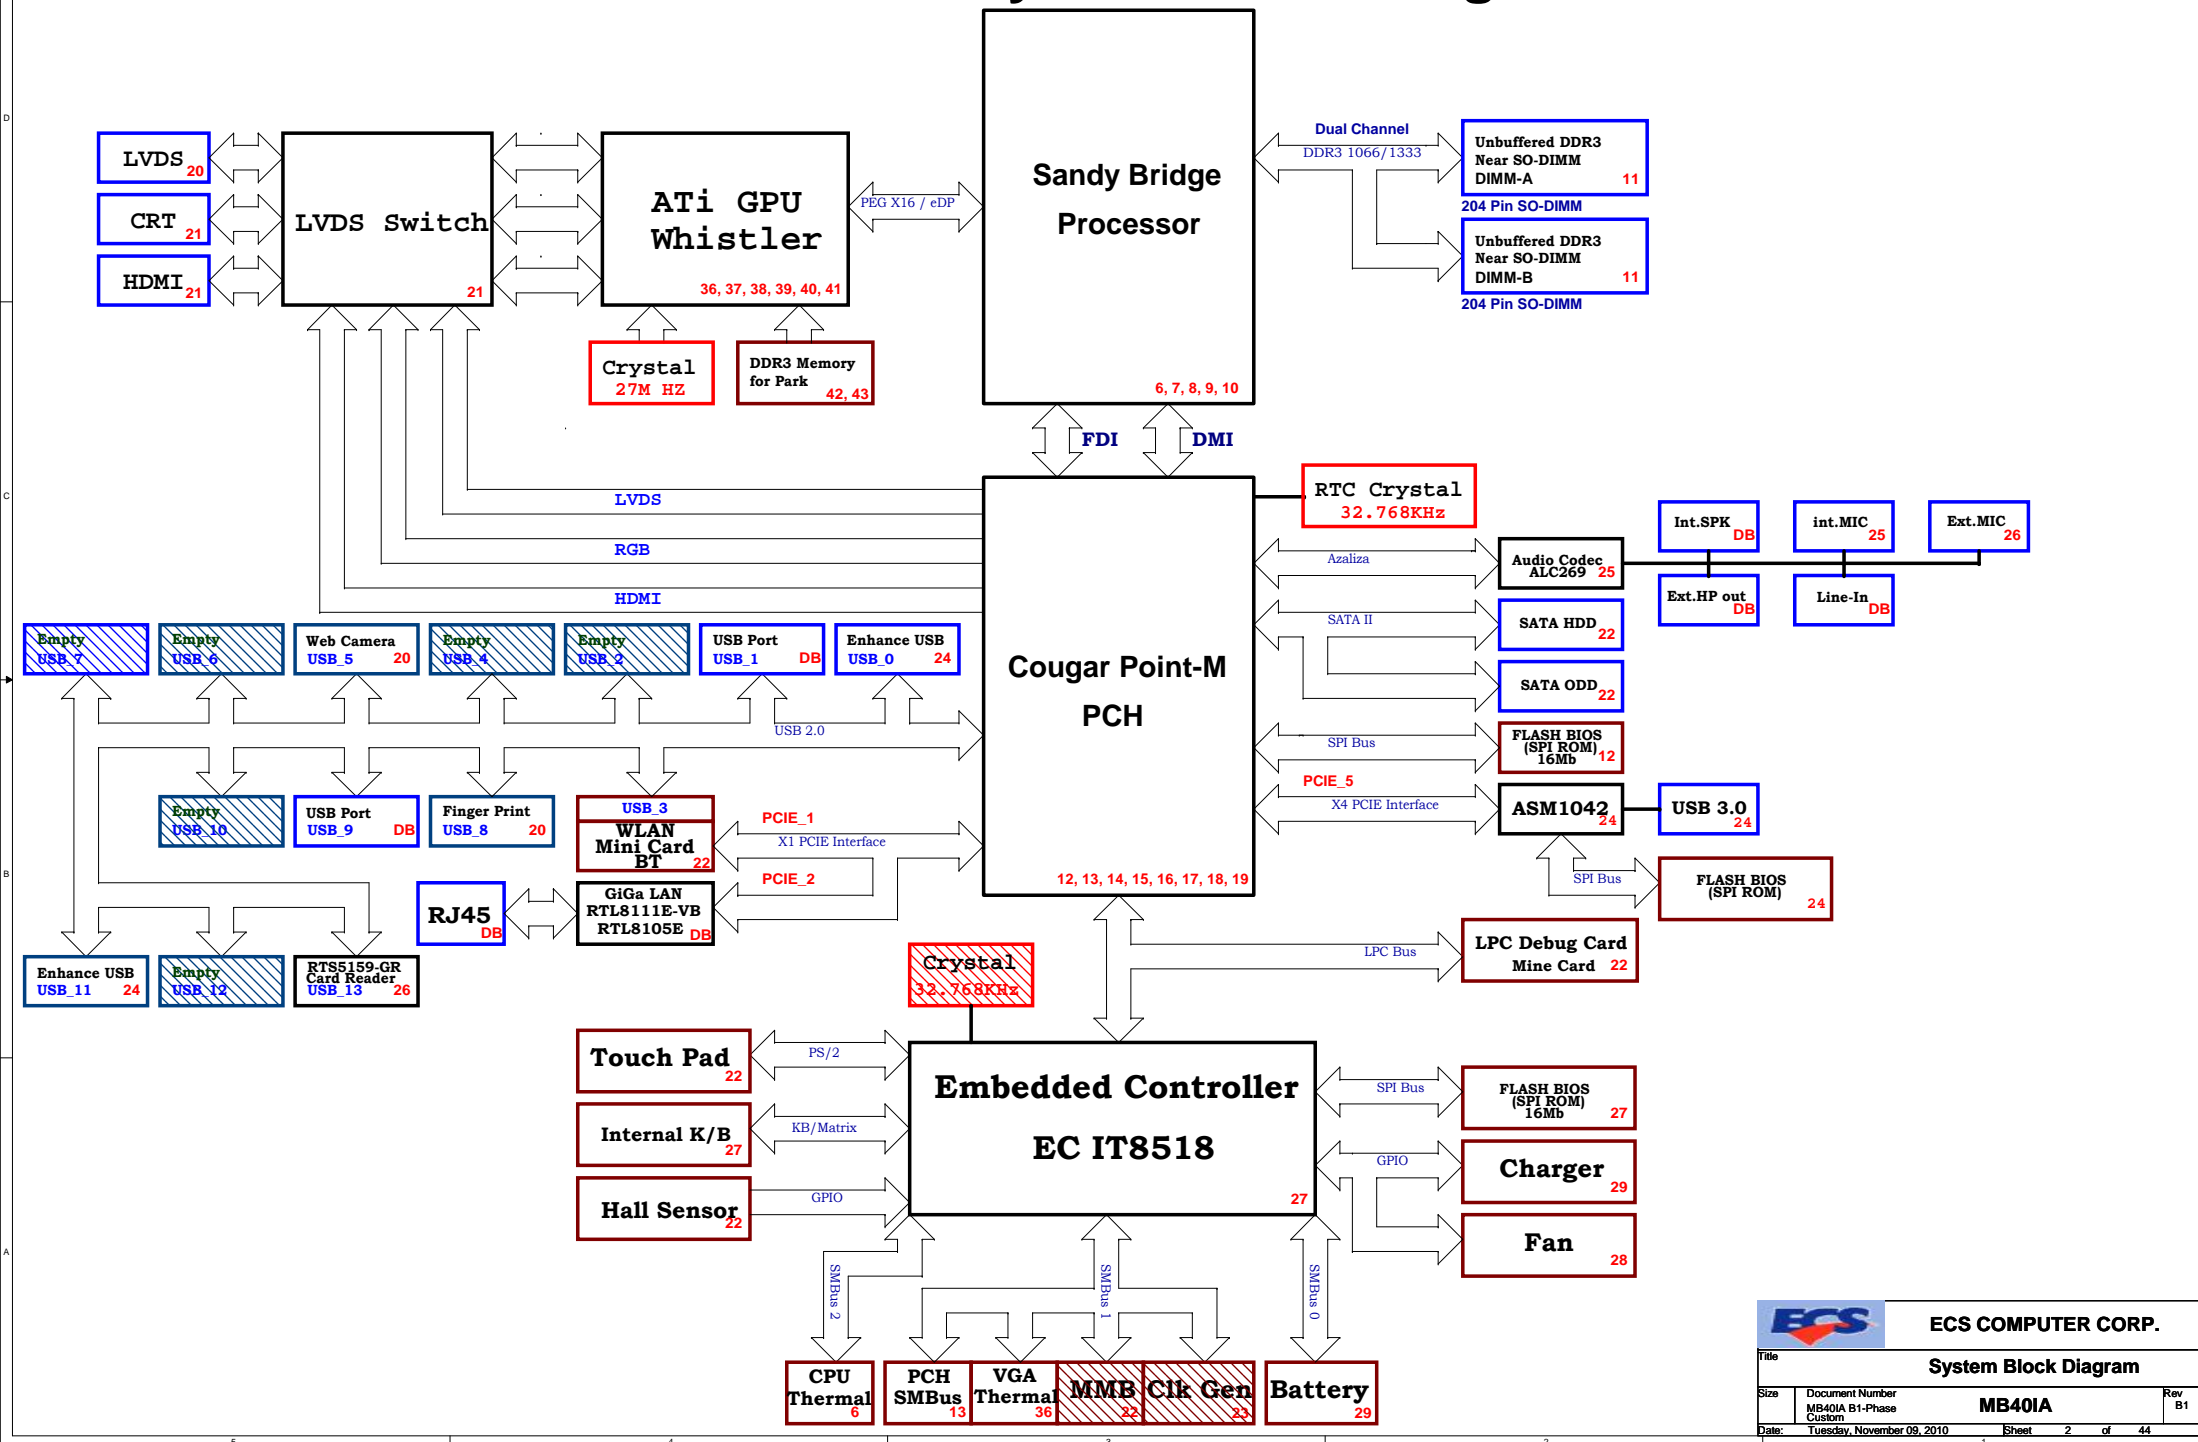 D
LVDS 20
CRT 21
HDMI 21
LVDS Switch
21
ATi GPU
Whistler
36, 37, 38, 39, 40, 41
PEG X16 / eDP
Sandy Bridge
Processor
6, 7, 8, 9, 10
Dual Channel
DDR3 1066/1333
Unbuffered DDR3
Near SO-DIMM
DIMM-A 11
204 Pin SO-DIMM
Unbuffered DDR3
Near SO-DIMM
DIMM-B 11
204 Pin SO-DIMM
Crystal
27M HZ
DDR3 Memory
for Park
42, 43
FDI
DMI
C
LVDS
RGB
HDMI
Cougar Point-M
PCH
12, 13, 14, 15, 16, 17, 18, 19
RTC Crystal
32.768KHz
Azaliza
Audio Codec
ALC269 25
Int.SPK
DB
int.MIC
25
Ext.MIC
26
Ext.HP out
DB
Line-In
DB
SATA II
SATA HDD
22
SATA ODD
22
SPI Bus
FLASH BIOS
(SPI ROM)
16Mb 12
PCIE_5
X4 PCIE Interface
ASM1042
24
USB 3.0
24
SPI Bus
FLASH BIOS
(SPI ROM)
24
Empty
USB_7
Empty
USB_6
Web Camera
USB_5 20
Empty
USB_4
Empty
USB_2
USB Port
USB_1 DB
Enhance USB
USB_0 24
USB 2.0
Empty
USB_10
USB Port
USB_9 DB
Finger Print
USB_8 20
USB_3
WLAN
Mini Card
BT 22
PCIE_1
X1 PCIE Interface
PCIE_2
B
RJ45
DB
GiGa LAN
RTL8111E-VB
RTL8105E DB
Enhance USB
USB_11 24
Empty
USB_12
RTS5159-GR
Card Reader
USB_13 26
Crystal
32.768KHz
LPC Bus
LPC Debug Card
Mine Card 22
Touch Pad
22
PS/2
Internal K/B
27
KB/Matrix
Hall Sensor
22
GPIO
Embedded Controller
EC IT8518
27
SPI Bus
FLASH BIOS
(SPI ROM)
16Mb 27
GPIO
Charger
29
Fan
28
A
SMBus 2
SMBus 1
SMBus 0
CPU
Thermal
6
PCH
SMBus
13
VGA
Thermal
36
MMB
22
Clk Gen
23
Battery
29
ECS
ECS COMPUTER CORP.
Title
System Block Diagram
Size
Document Number
MB40IA B1-Phase
Custom
MB40IA
Rev
B1
Date: Tuesday, November 09, 2010 Sheet 2 of 44